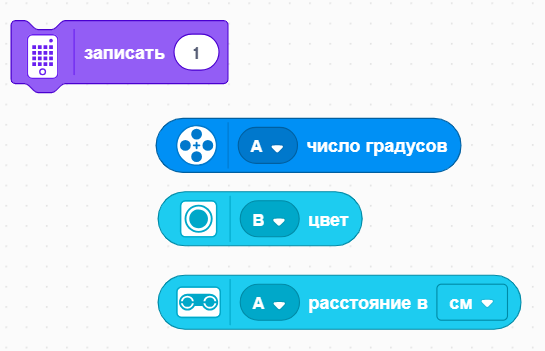 записать 1
A число градусов
B цвет
A расстояние в см